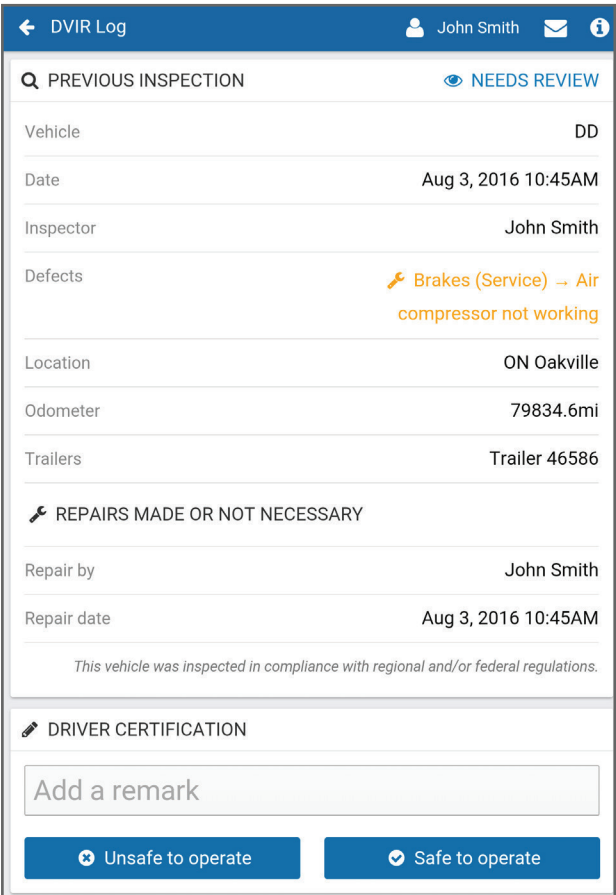 DVIR Log John Smith
PREVIOUS INSPECTION NEEDS REVIEW
Vehicle DD
Date Aug 3, 2016 10:45AM
Inspector John Smith
Defects Brakes (Service) → Air
compressor not working
Location ON Oakville
Odometer 79834.6mi
Trailers Trailer 46586
REPAIRS MADE OR NOT NECESSARY
Repair by John Smith
Repair date Aug 3, 2016 10:45AM
This vehicle was inspected in compliance with regional and/or federal regulations.
DRIVER CERTIFICATION
Add a remark
Unsafe to operate Safe to operate